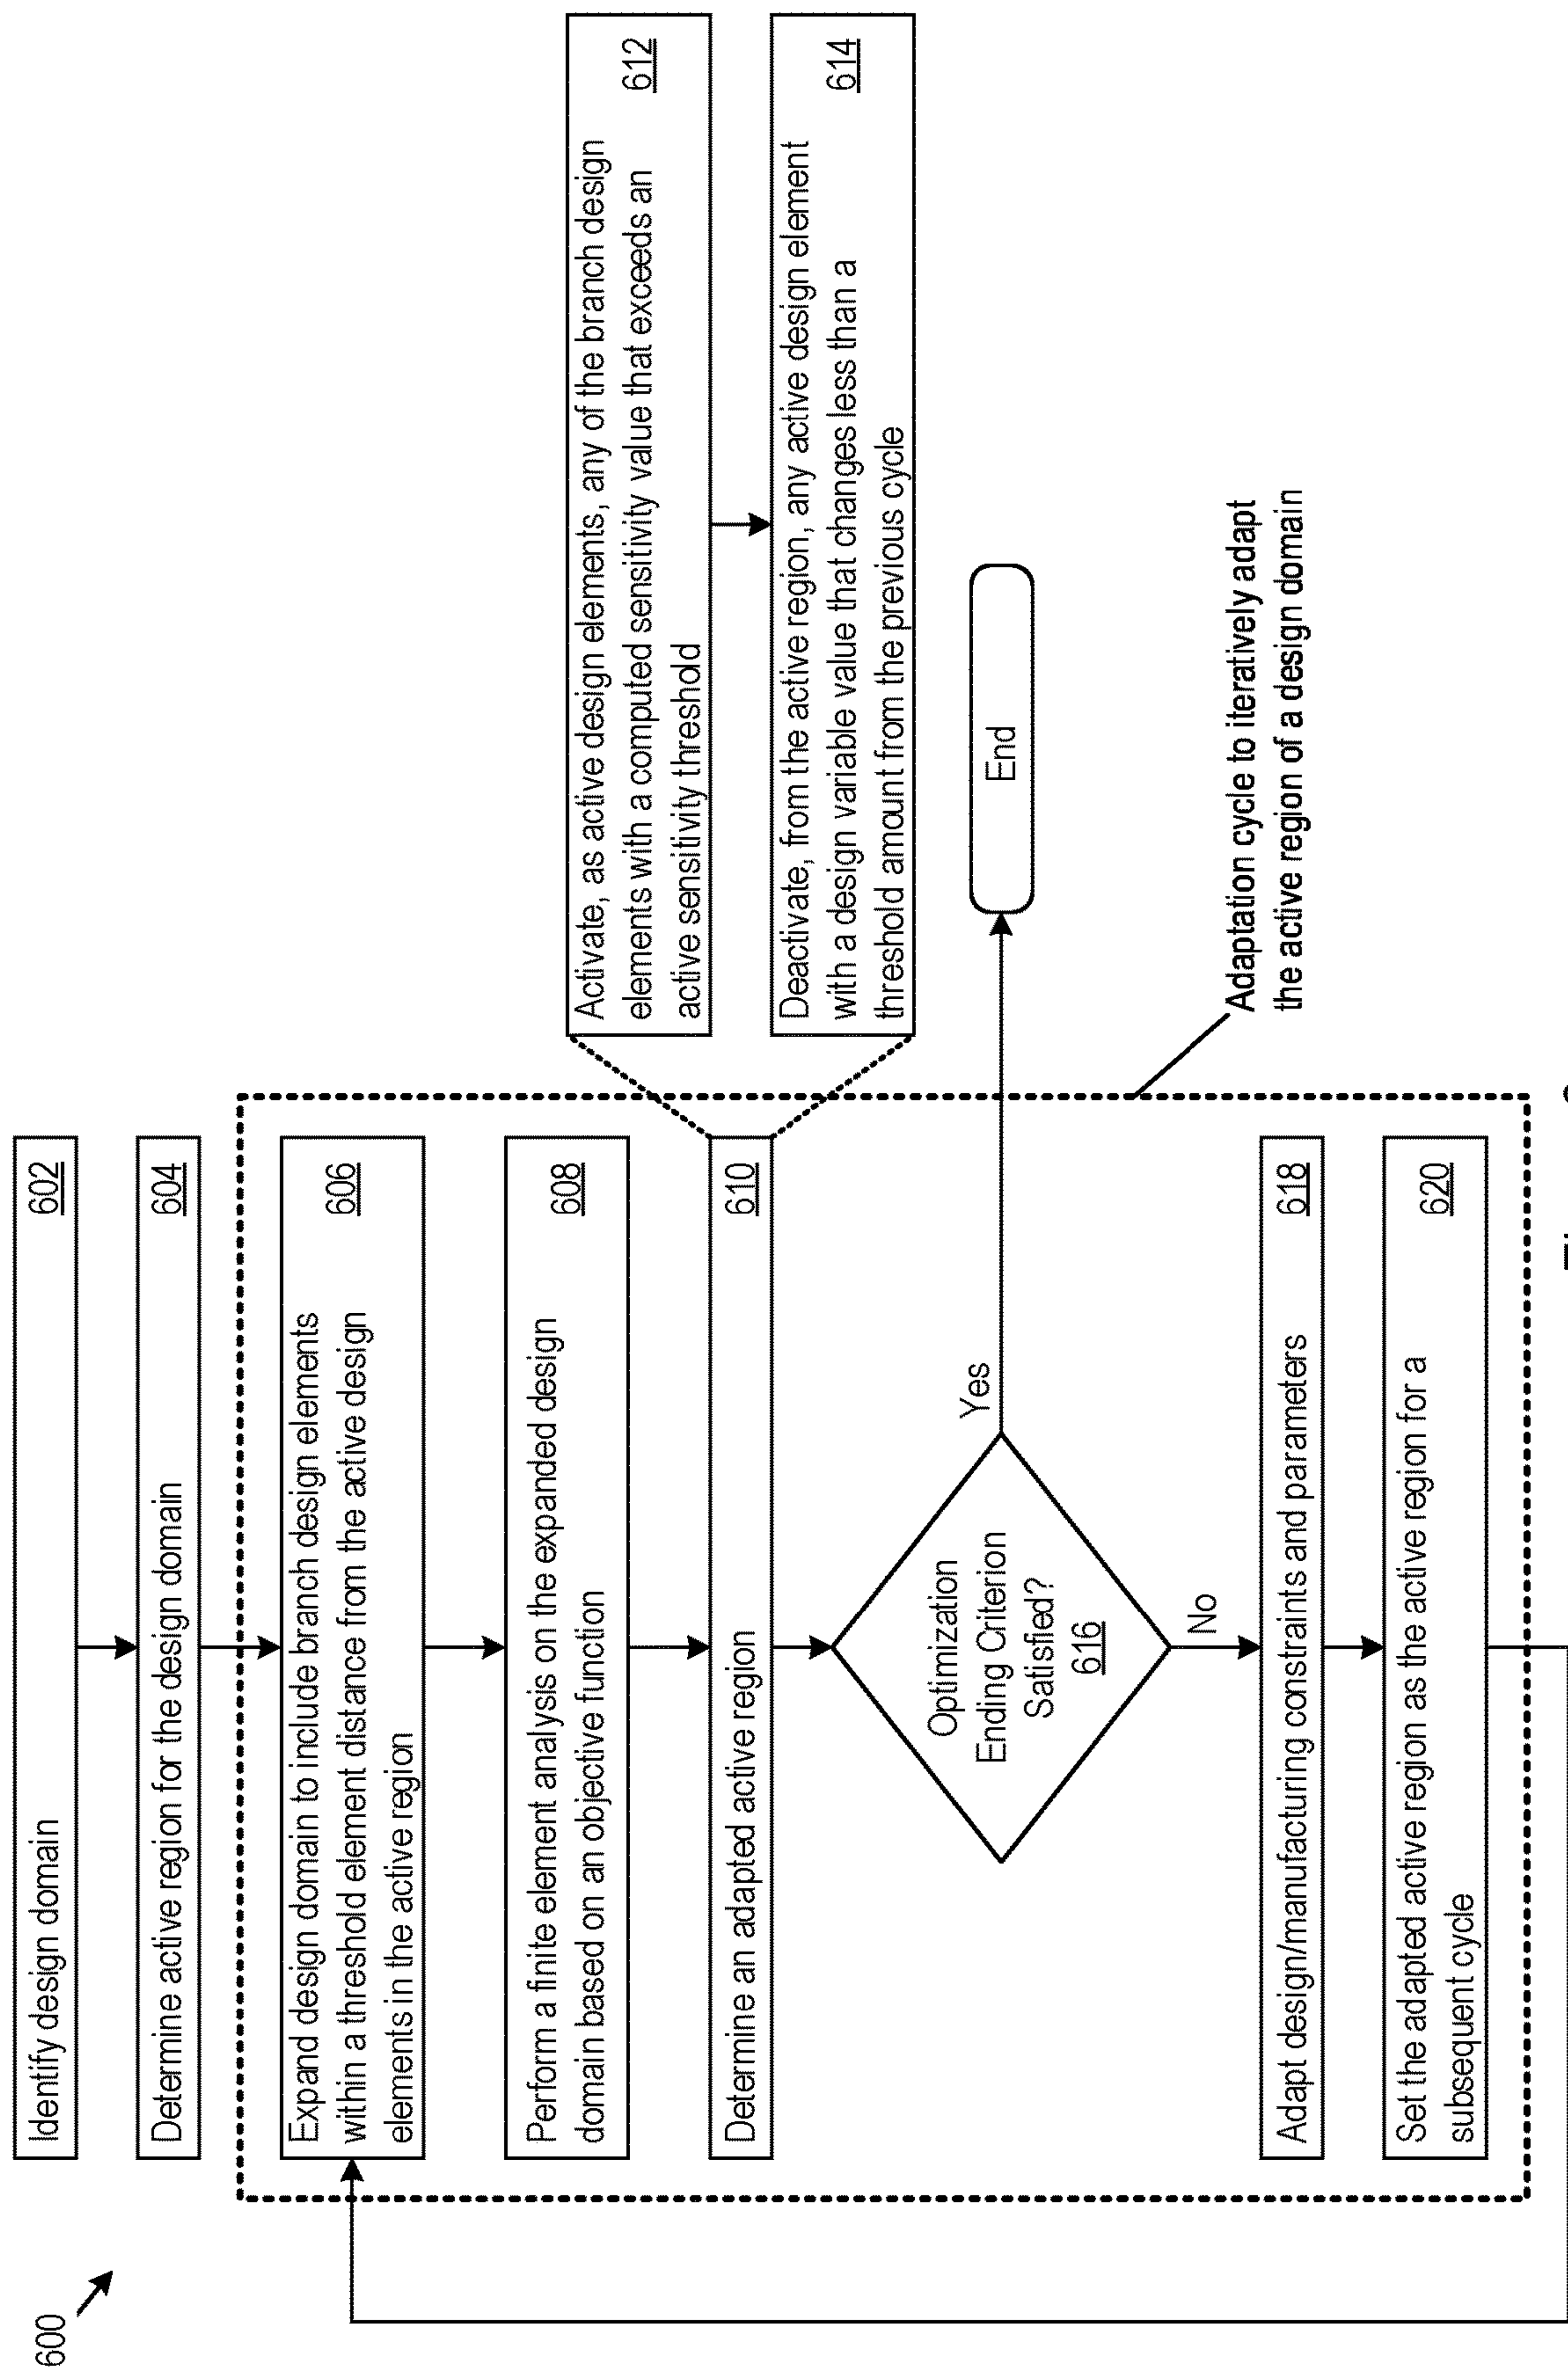 600
Identify design domain
602
Determine active region for the design domain
604
Expand design domain to include branch design elements
within a threshold element distance from the active design
elements in the active region
606
Perform a finite element analysis on the expanded design
domain based on an objective function
608
Determine an adapted active region
610
Activate, as active design elements, any of the branch design
elements with a computed sensitivity value that exceeds an
active sensitivity threshold
612
Deactivate, from the active region, any active design element
with a design variable value that changes less than a
threshold amount from the previous cycle
614
Optimization
Ending Criterion
Satisfied?
616
Yes
End
No
Adapt design/manufacturing constraints and parameters
618
Set the adapted active region as the active region for a
subsequent cycle
620
Adaptation cycle to iteratively adapt
the active region of a design domain